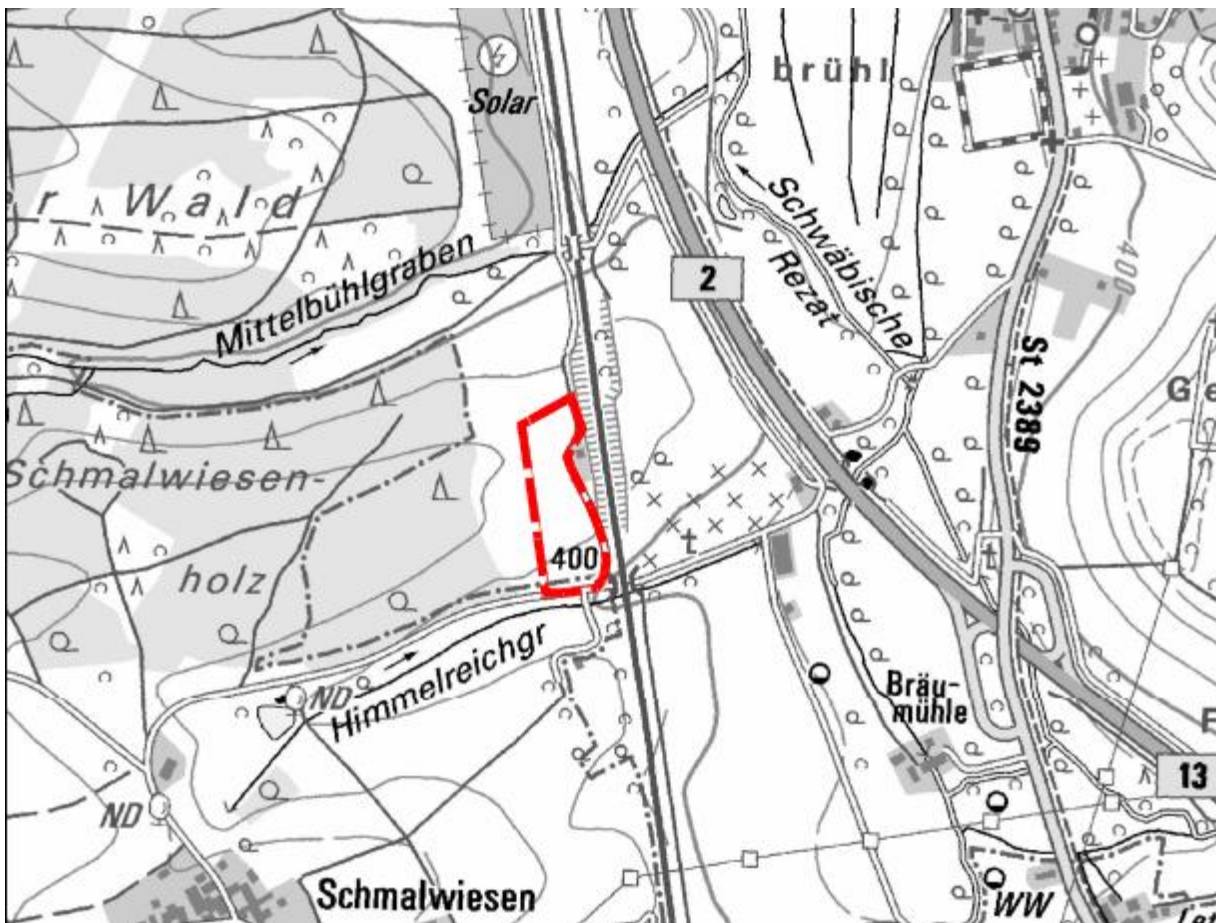 Solar
brühl
r Wald
Mittelbühlgraben
2
Schwäbische
Rezat
400
St 2389
Ge
Schmalwiesen-
holz
400
t
ND
Himmelreichgr
Bräu-
mühle
F
13
ND
Schmalwiesen
WW